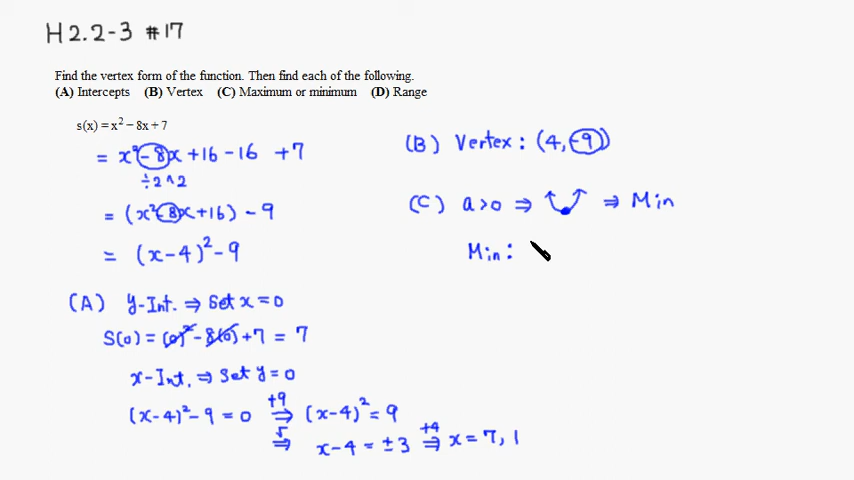 H2.2-3 #17
Find the vertex form of the function. Then find each of the following.
(A) Intercepts (B) Vertex (C) Maximum or minimum (D) Range
s(x) = x² − 8x + 7
= x² − 8x + 16 − 16 + 7
÷2 ^2
= (x² − 8x + 16) − 9
= (x − 4)² − 9
(A) y-Int. ⇒ Set x = 0
S(0) = (0)² − 8(0) + 7 = 7
x-Int. ⇒ Set y = 0
(x−4)² − 9 = 0 +9 ⇒ (x−4)² = 9
√ ⇒ x − 4 = ± 3 +4 ⇒ x = 7, 1
(B) Vertex : (4, −9)
(C) a > 0 ⇒ ⇒ Min
Min :